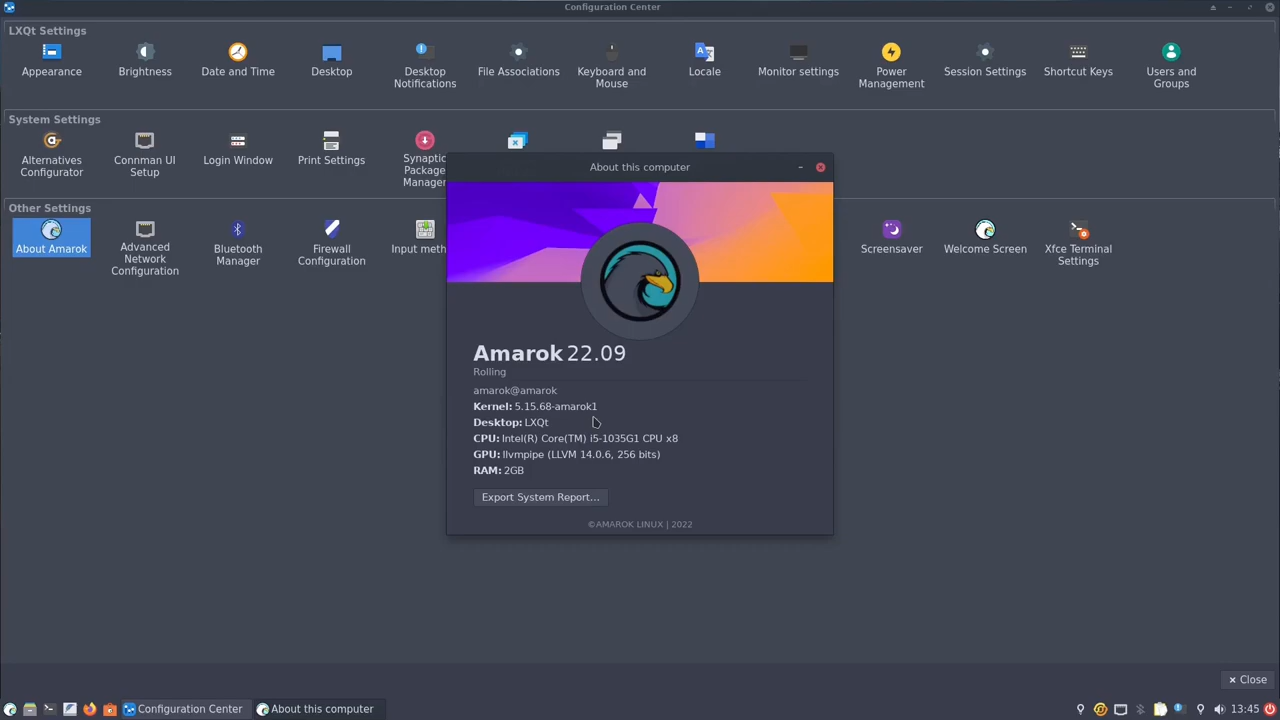 Configuration Center
LXQt Settings
Appearance
Brightness
Date and Time
Desktop
Desktop
Notifications
File Associations
Keyboard and
Mouse
Locale
Monitor settings
Power
Management
Session Settings
Shortcut Keys
Users and
Groups
System Settings
Alternatives
Configurator
Connman UI
Setup
Login Window
Print Settings
Synaptic
Package
Manager
Other Settings
About Amarok
Advanced
Network
Configuration
Bluetooth
Manager
Firewall
Configuration
Input meth
Screensaver
Welcome Screen
Xfce Terminal
Settings
About this computer
Amarok 22.09
Rolling
amarok@amarok
Kernel: 5.15.68-amarok1
Desktop: LXQt
CPU: Intel(R) Core(TM) i5-1035G1 CPU x8
GPU: llvmpipe (LLVM 14.0.6, 256 bits)
RAM: 2GB
Export System Report...
©AMAROK LINUX | 2022
Close
Configuration Center
About this computer
13:45